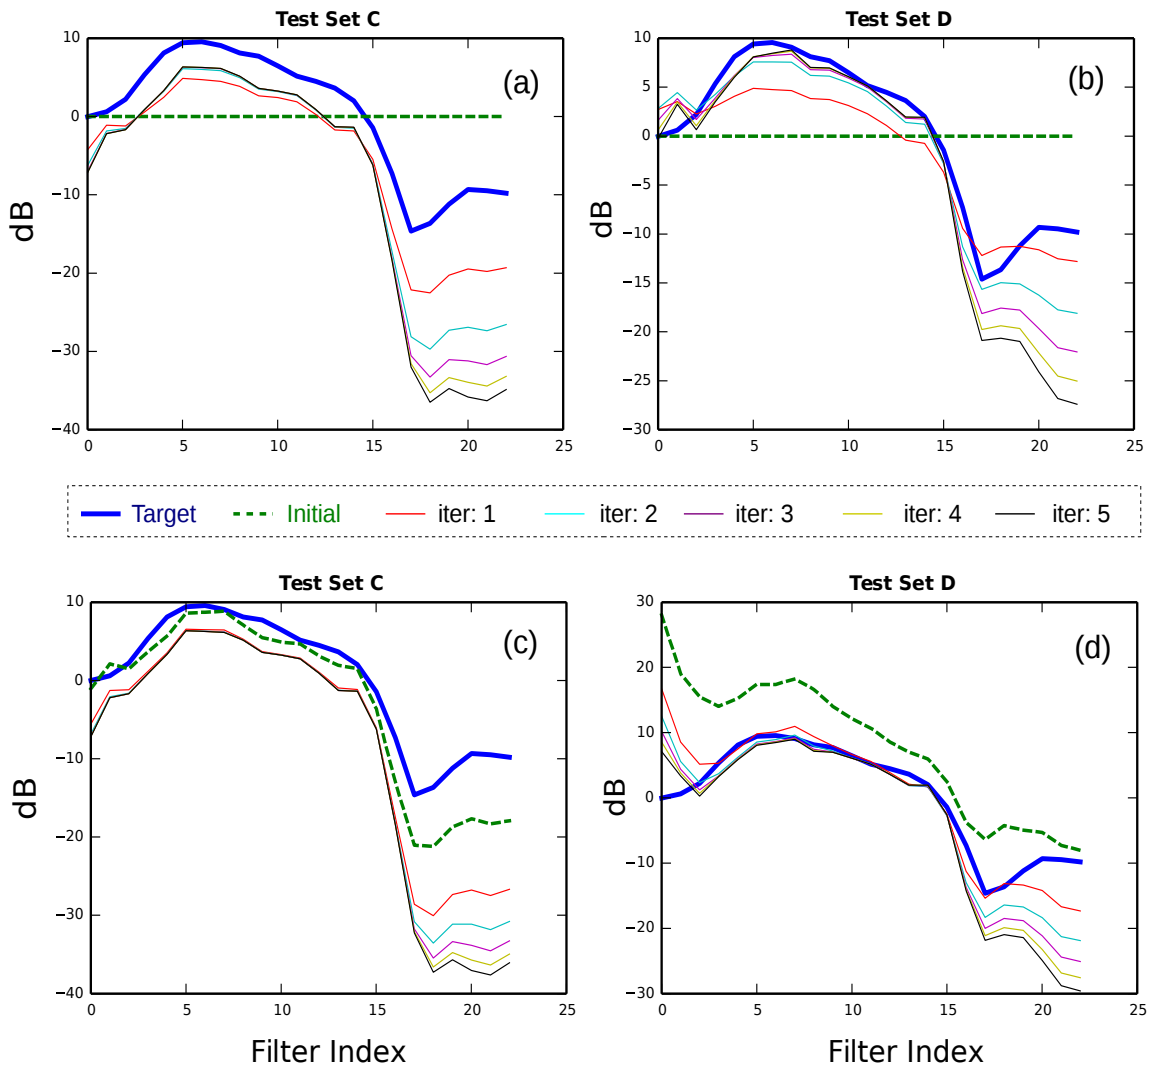 Test Set C
10
0
−10
−20
−30
−40
dB
(a)
0 5 10 15 20 25
Test Set D
10
5
0
−5
−10
−15
−20
−25
−30
dB
(b)
0 5 10 15 20 25
Target Initial iter: 1 iter: 2 iter: 3 iter: 4 iter: 5
Test Set C
10
0
−10
−20
−30
−40
dB
(c)
0 5 10 15 20 25
Filter Index
Test Set D
30
20
10
0
−10
−20
−30
dB
(d)
0 5 10 15 20 25
Filter Index